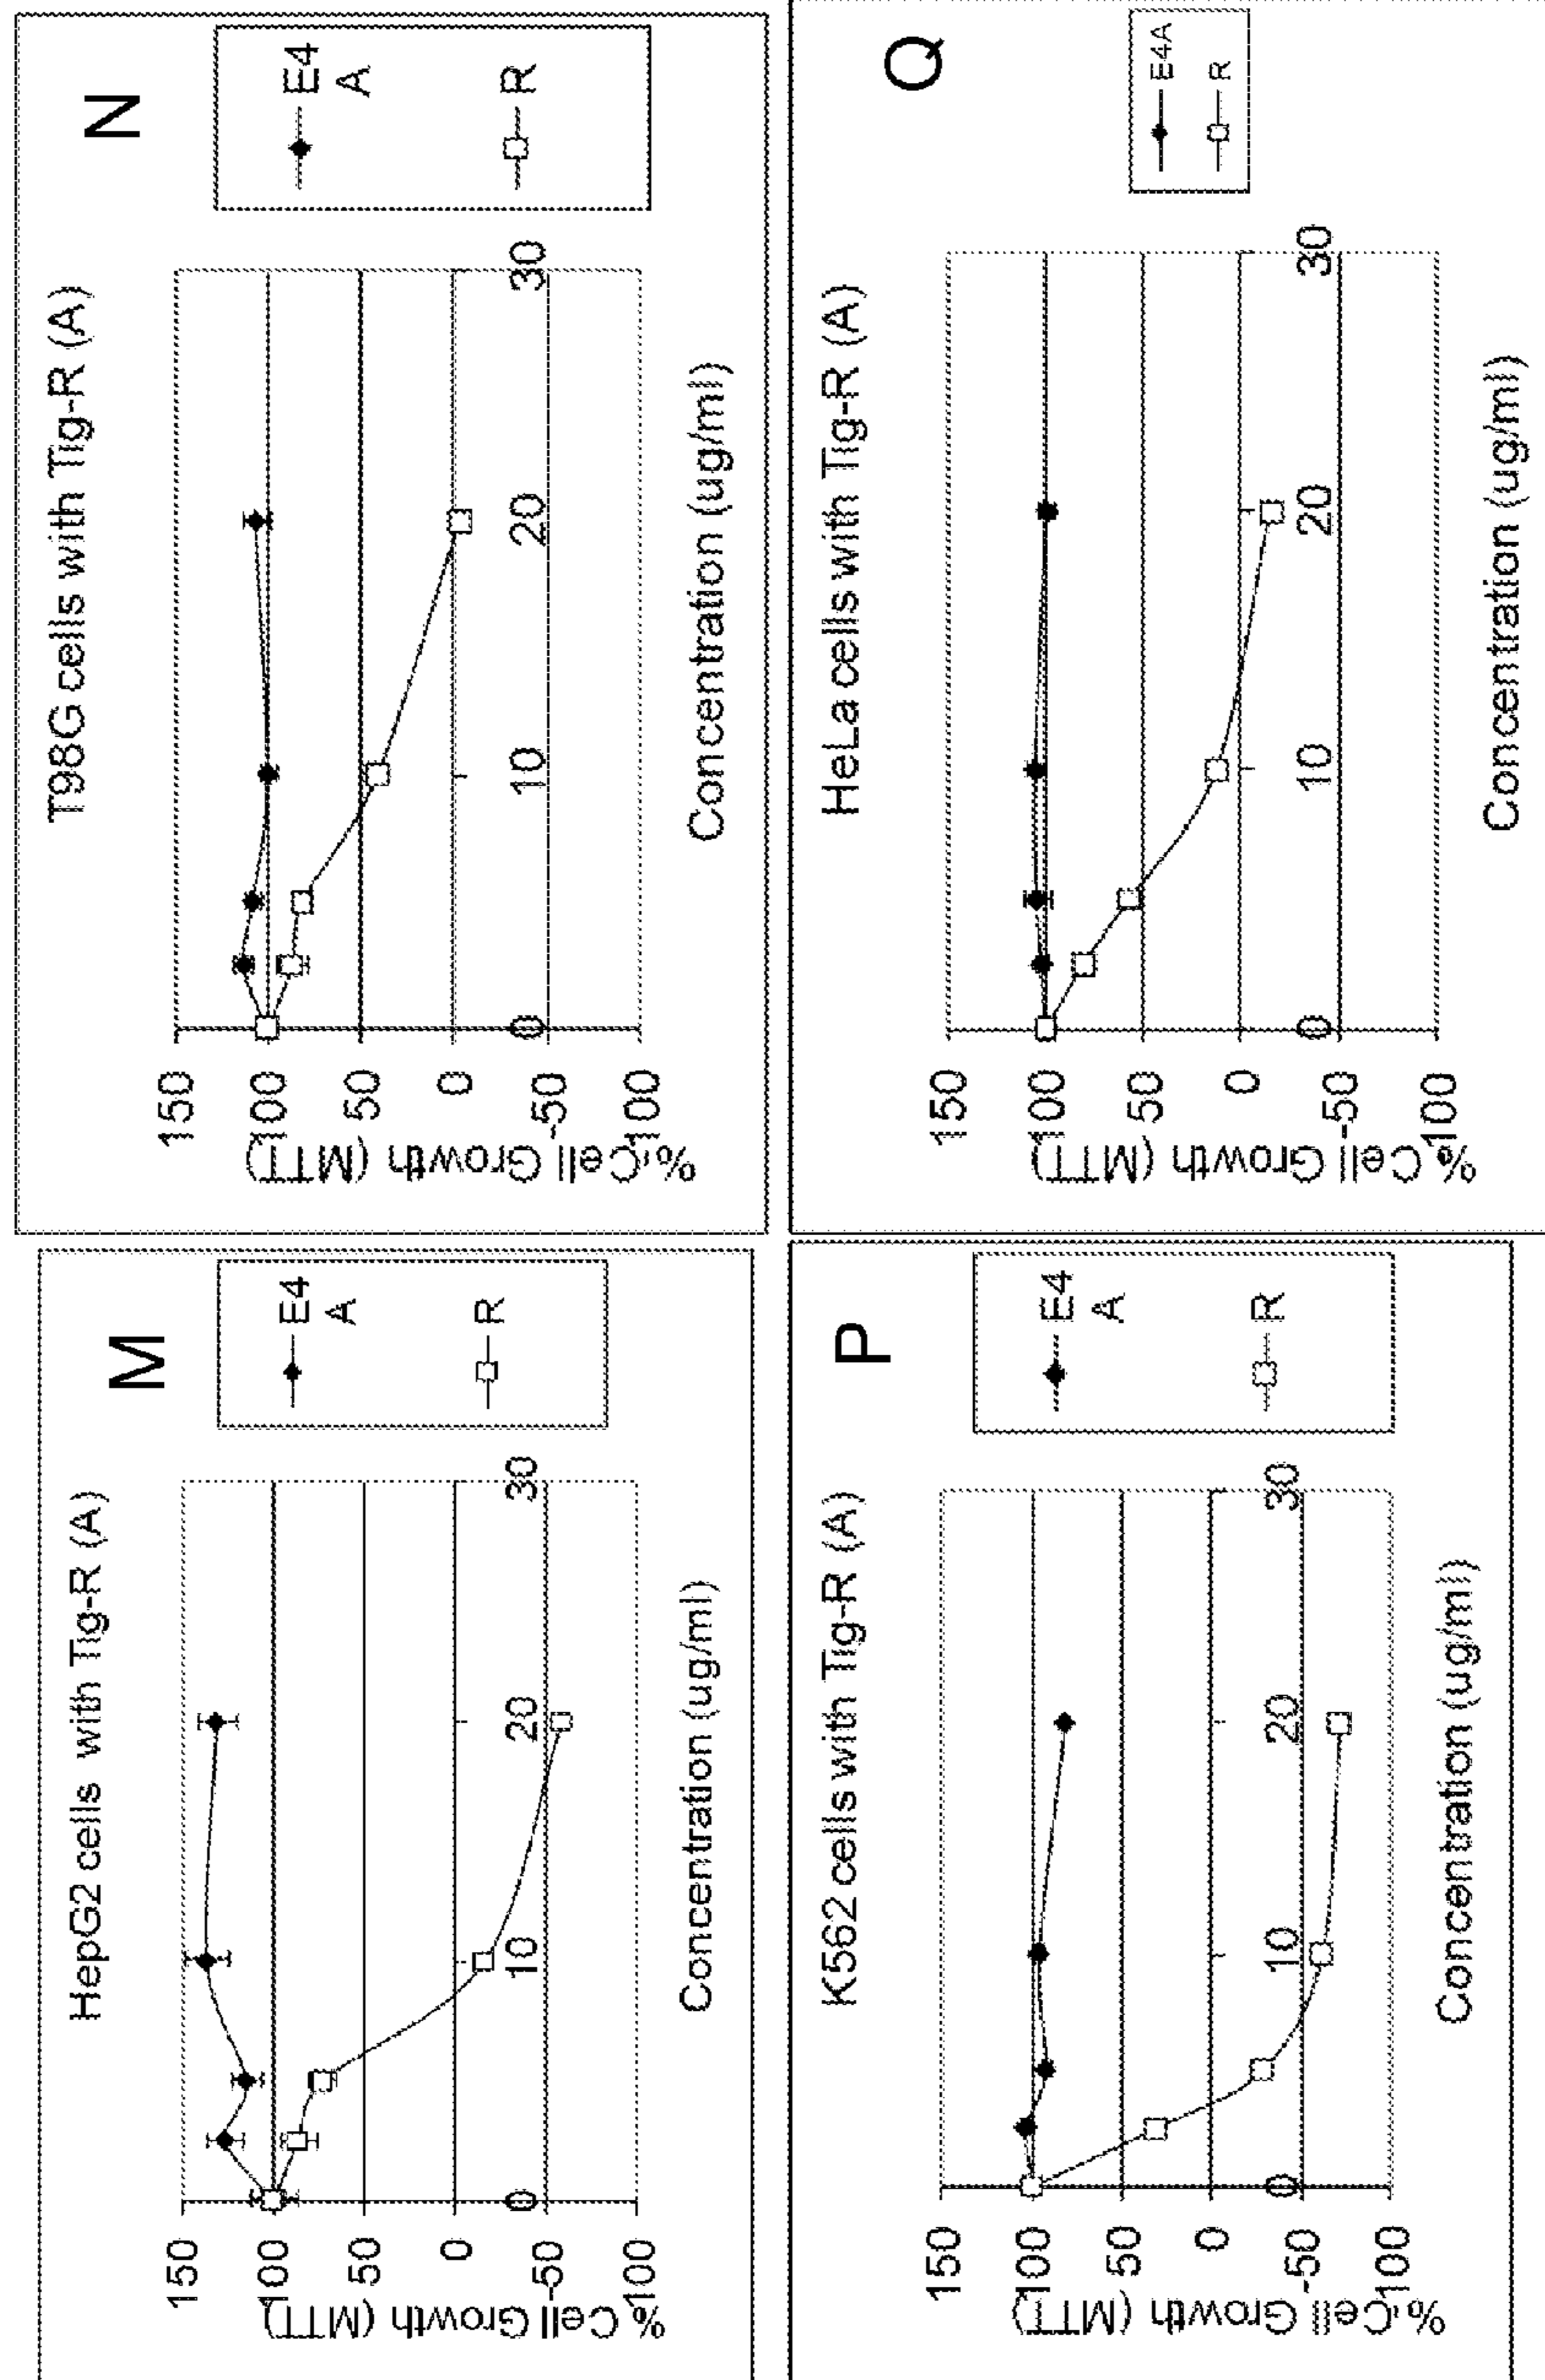 M
HepG2 cells with Tig-R (A)
150
100
50
0
-50
-100
0
10
20
30
% Cell Growth (MTT)
Concentration (ug/ml)
E4
A
R
N
T98G cells with Tig-R (A)
150
100
50
0
-50
-100
0
10
20
30
% Cell Growth (MTT)
Concentration (ug/ml)
E4
A
R
P
K562 cells with Tig-R (A)
150
100
50
0
-50
-100
0
10
20
30
% Cell Growth (MTT)
Concentration (ug/ml)
E4
A
R
Q
HeLa cells with Tig-R (A)
150
100
50
0
-50
-100
0
10
20
30
% Cell Growth (MTT)
Concentration (ug/ml)
E4A
R